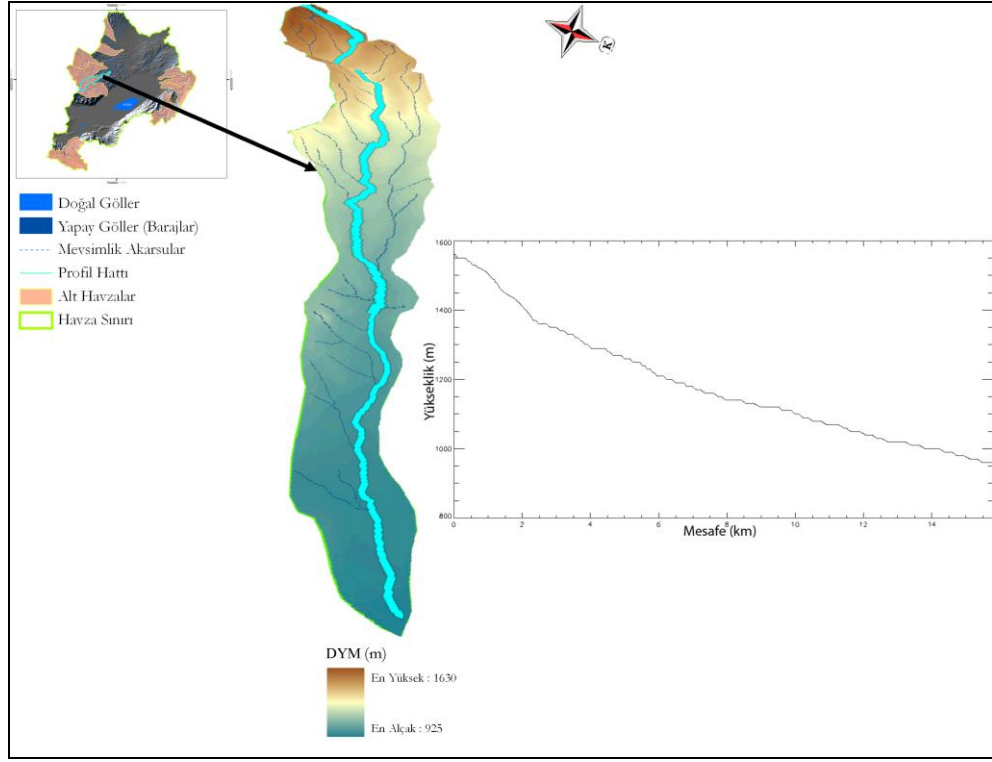 Doğal Göller
Yapay Göller (Barajlar)
Mevsimlik Akarsular
Profil Hattı
Alt Havzalar
Havza Sınırı
K
1600
1400
1200
1000
800
Yükseklik (m)
0
2
4
6
8
10
12
14
Mesafe (km)
DYM (m)
En Yüksek : 1630
En Alçak : 925